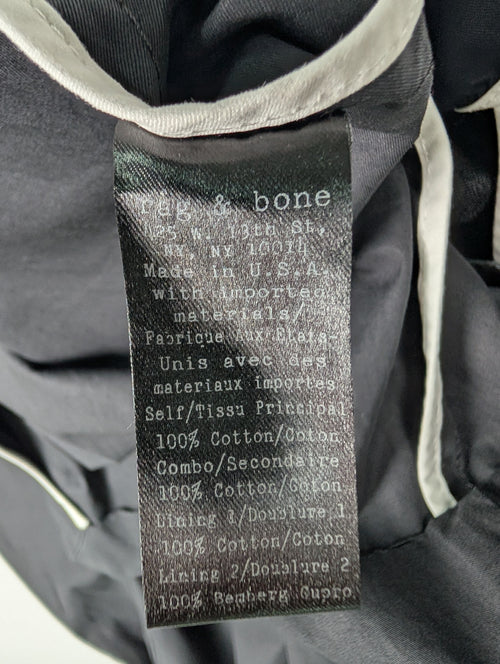 rag & bone
425 W. 13th St,
NY, NY 10014
Made in U.S.A.
with imported
materials/
Fabrique aux Etats-
Unis avec des
materiaux importes
Self/Tissu Principal
100% Cotton/Coton
Combo/Secondaire
100% Cotton/Coton
Lining 1/Doublure 1
100% Cotton/Coton
Lining 2/Doublure 2
100% Bemberg Cupro